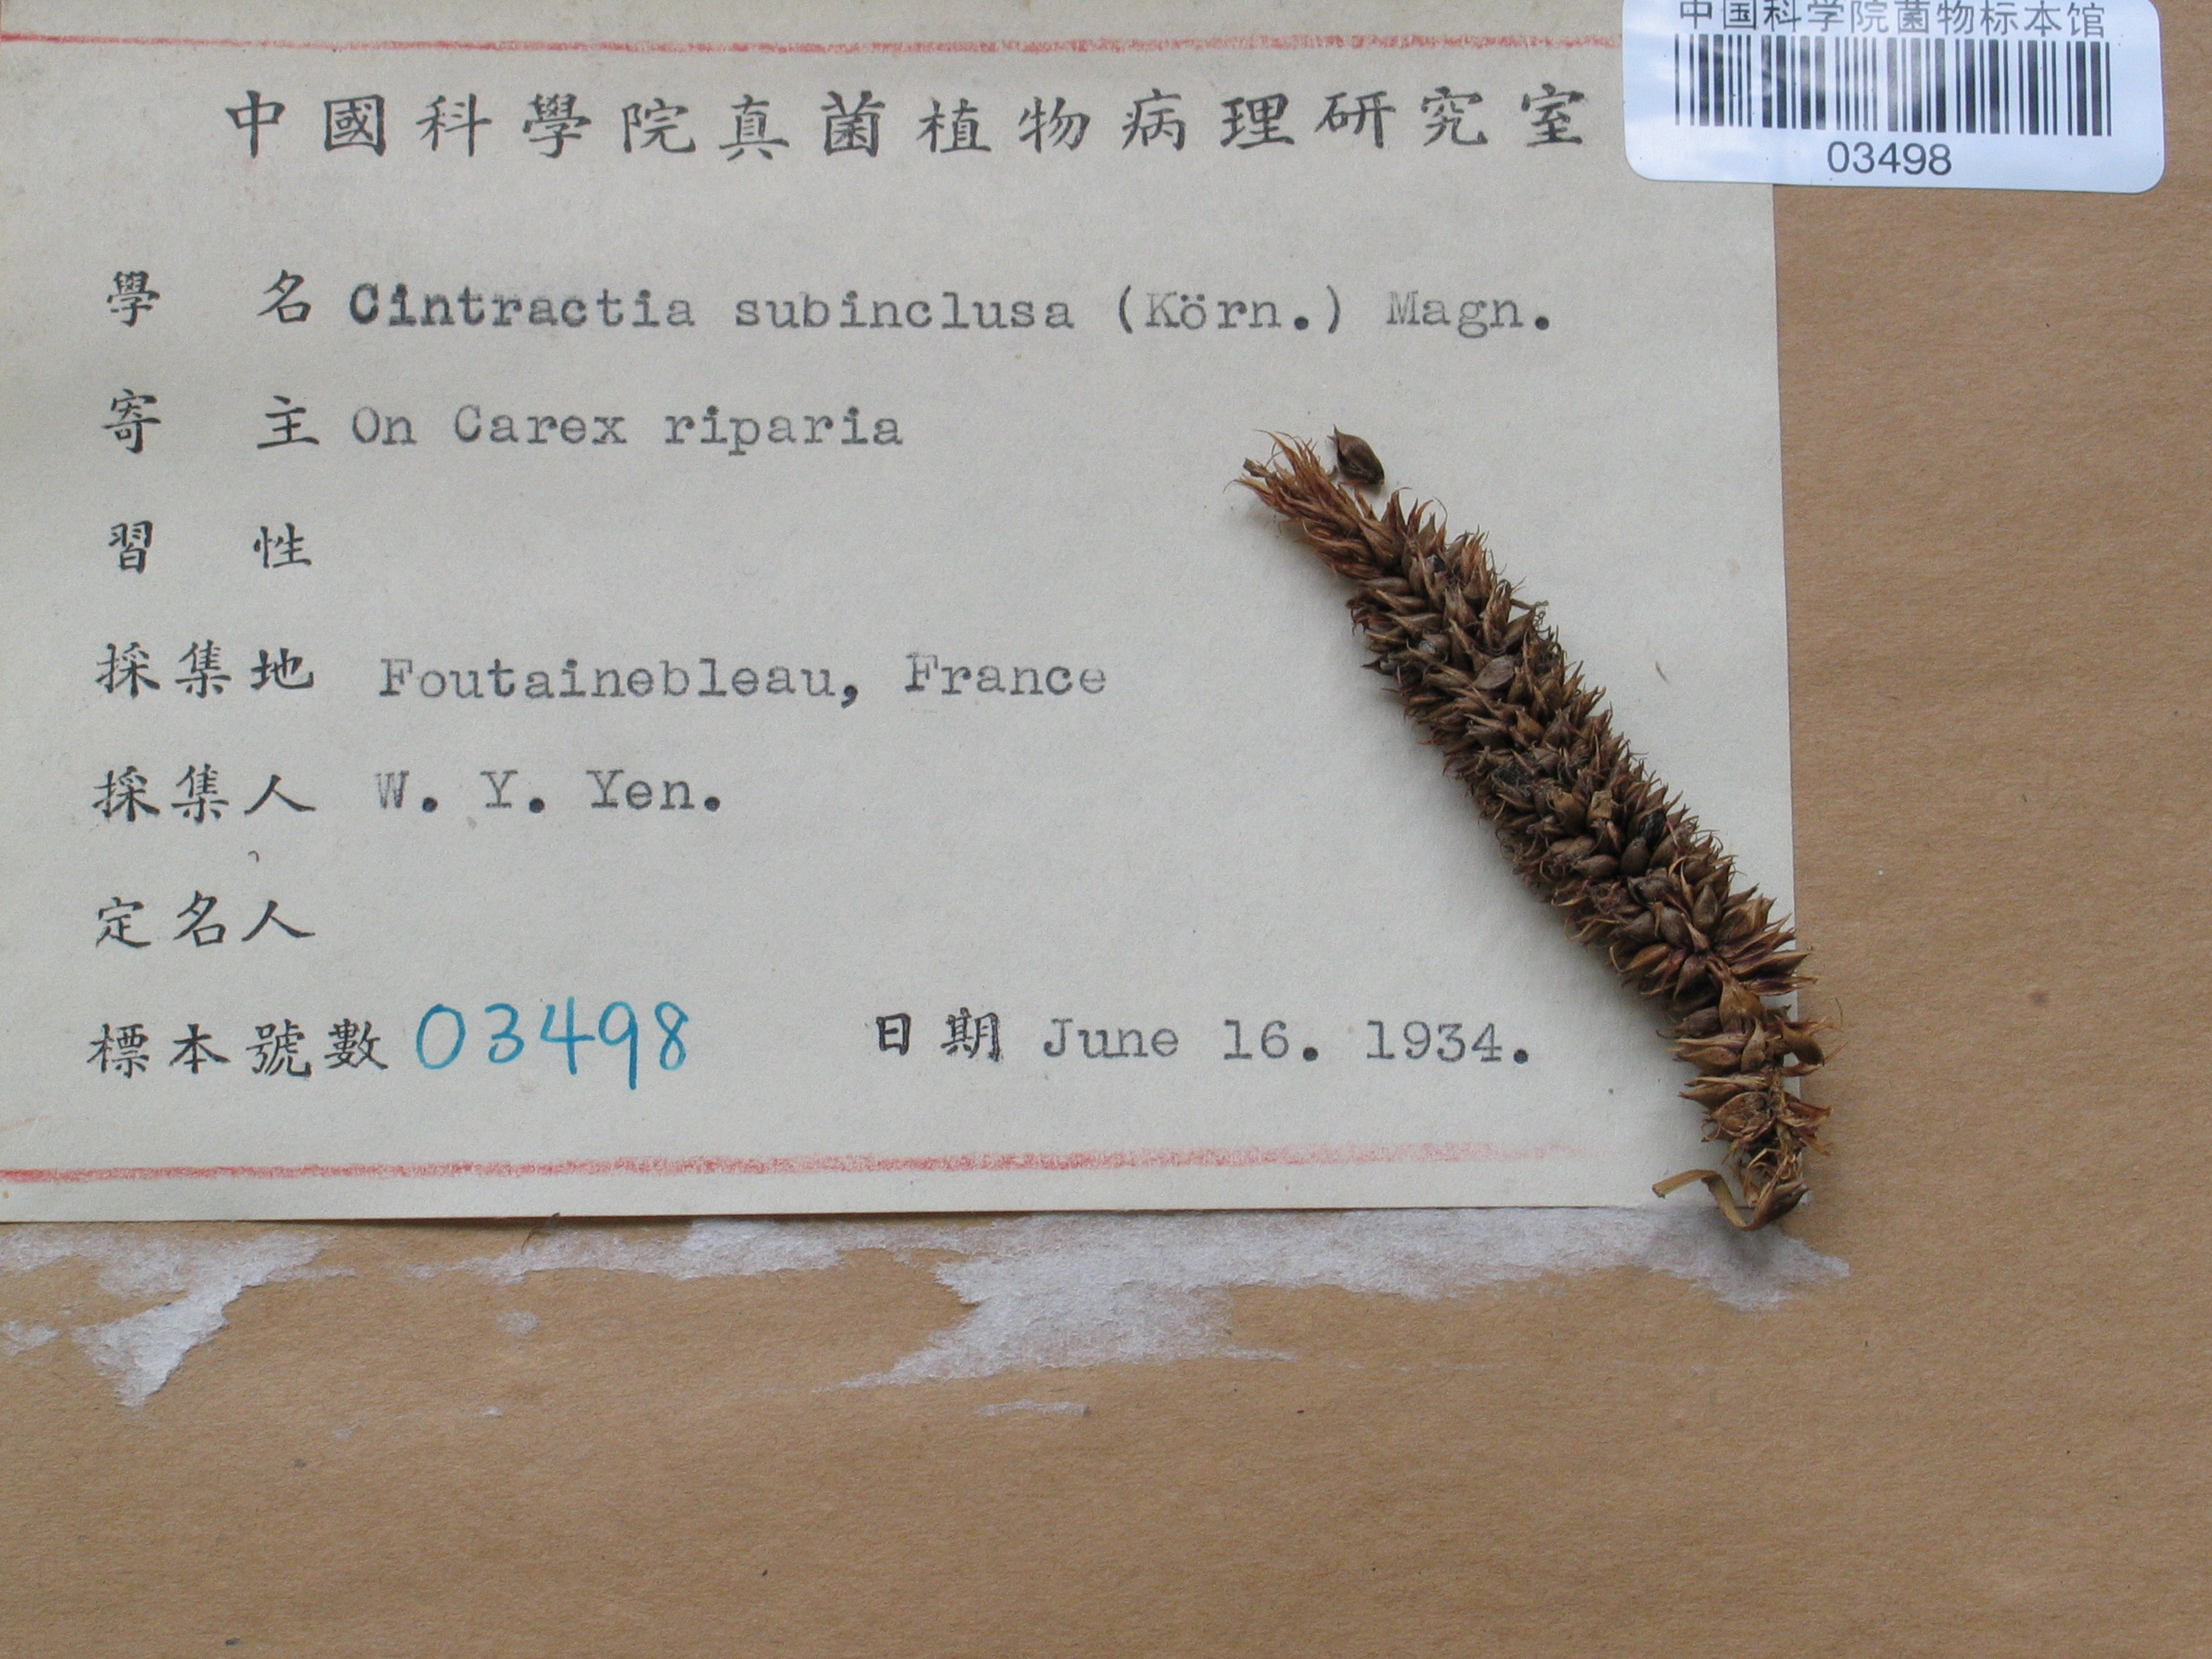 中国科学院菌物标本馆
03498
中國科學院真菌植物病理研究室
學名 Cintractia subinclusa (Körn.) Magn.
寄主 On Carex riparia
習性
採集地 Foutainebleau, France
採集人 W. Y. Yen.
定名人
標本號數 03498 日期 June 16. 1934.